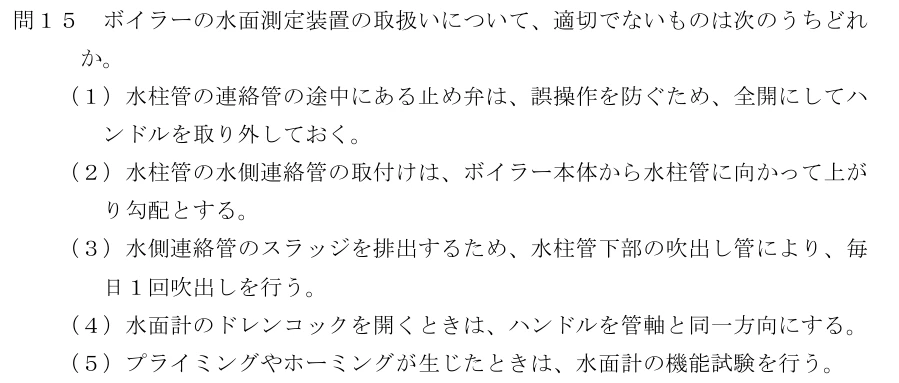 問１５　ボイラーの水面測定装置の取扱いについて、適切でないものは次のうちどれ
か。
（１）水柱管の連絡管の途中にある止め弁は、誤操作を防ぐため、全開にしてハ
ンドルを取り外しておく。
（２）水柱管の水側連絡管の取付けは、ボイラー本体から水柱管に向かって上が
り勾配とする。
（３）水側連絡管のスラッジを排出するため、水柱管下部の吹出し管により、毎
日１回吹出しを行う。
（４）水面計のドレンコックを開くときは、ハンドルを管軸と同一方向にする。
（５）プライミングやホーミングが生じたときは、水面計の機能試験を行う。